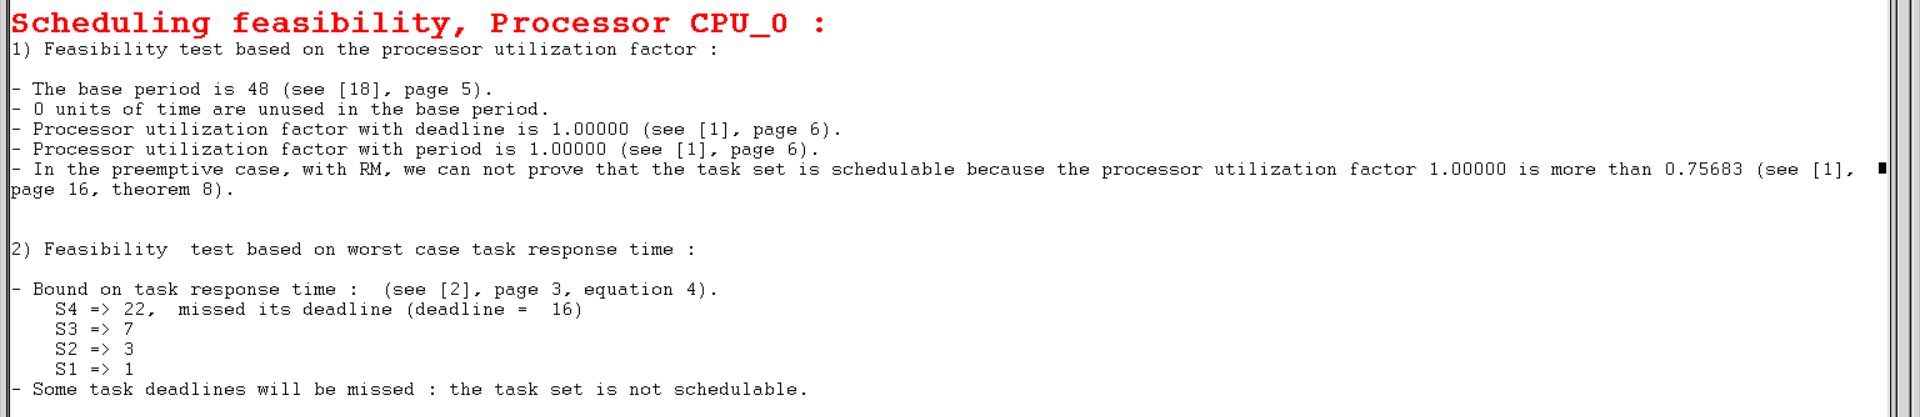 Scheduling feasibility, Processor CPU_0 :
1) Feasibility test based on the processor utilization factor :
- The base period is 48 (see [18], page 5).
- 0 units of time are unused in the base period.
- Processor utilization factor with deadline is 1.00000 (see [1], page 6).
- Processor utilization factor with period is 1.00000 (see [1], page 6).
- In the preemptive case, with RM, we can not prove that the task set is schedulable because the processor utilization factor 1.00000 is more than 0.75683 (see [1],
page 16, theorem 8).
2) Feasibility  test based on worst case task response time :
- Bound on task response time :  (see [2], page 3, equation 4).
S4 => 22,  missed its deadline (deadline =  16)
S3 => 7
S2 => 3
S1 => 1
- Some task deadlines will be missed : the task set is not schedulable.